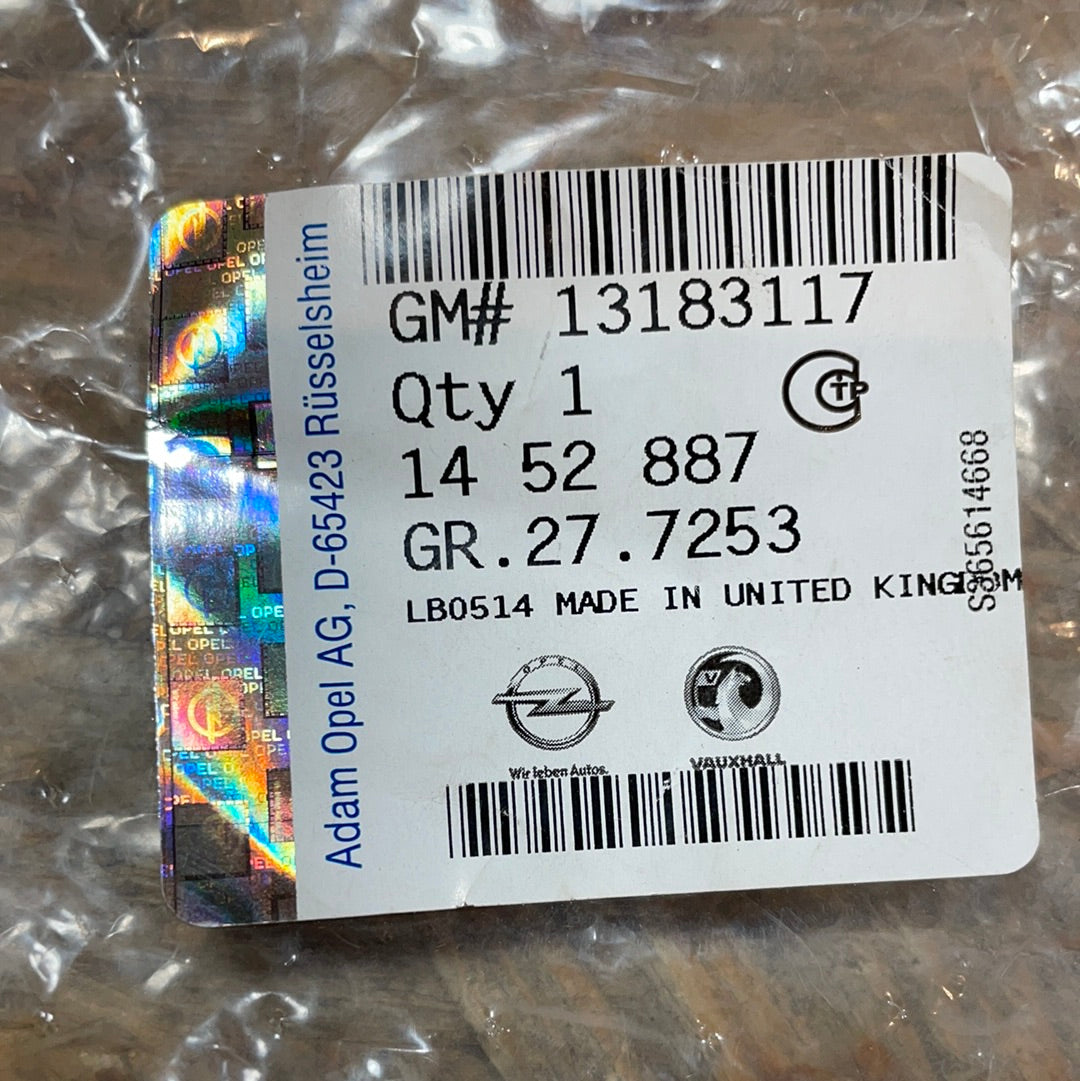 Adam Opel AG, D-65423 Rüsselsheim
GM# 13183117
Qty 1
14 52 887
GR.27.7253
LB0514 MADE IN UNITED KINGDOM
S365614668
OPEL
Wir leben Autos.
VAUXHALL